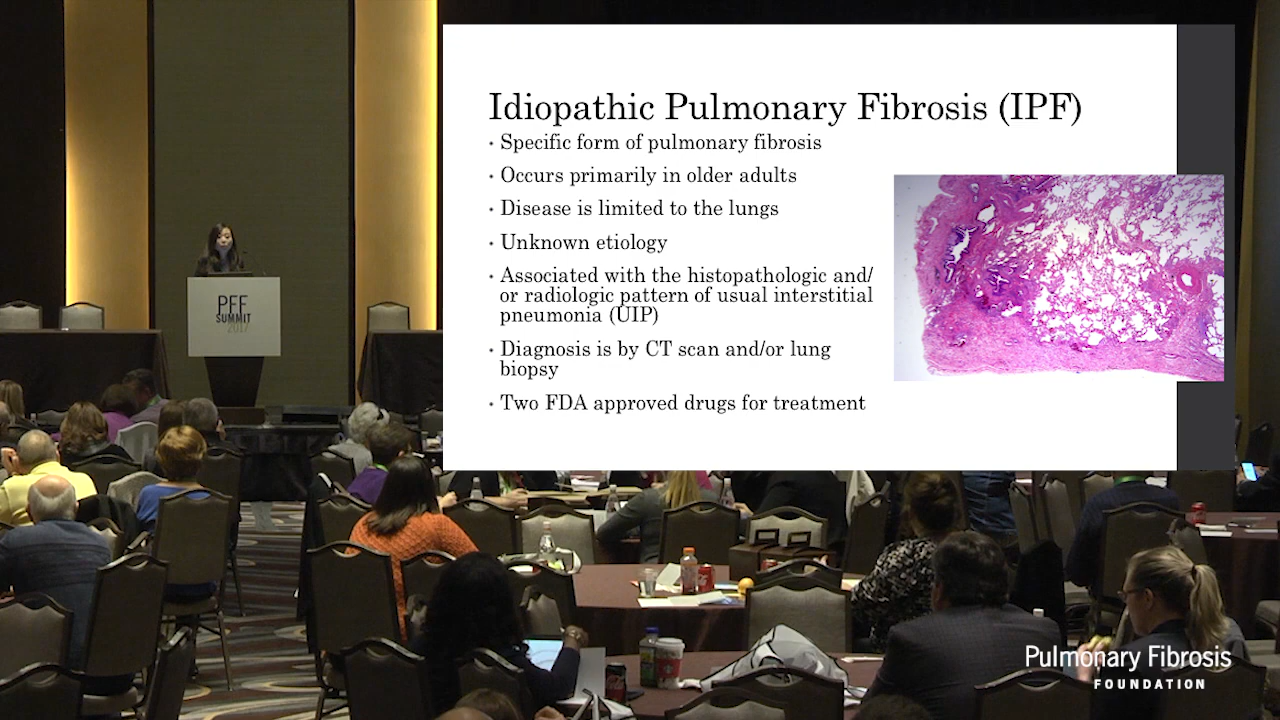 Idiopathic Pulmonary Fibrosis (IPF)
• Specific form of pulmonary fibrosis
• Occurs primarily in older adults
• Disease is limited to the lungs
• Unknown etiology
• Associated with the histopathologic and/
or radiologic pattern of usual interstitial
pneumonia (UIP)
• Diagnosis is by CT scan and/or lung
biopsy
• Two FDA approved drugs for treatment
PFF
SUMMIT
2017
Pulmonary Fibrosis
FOUNDATION